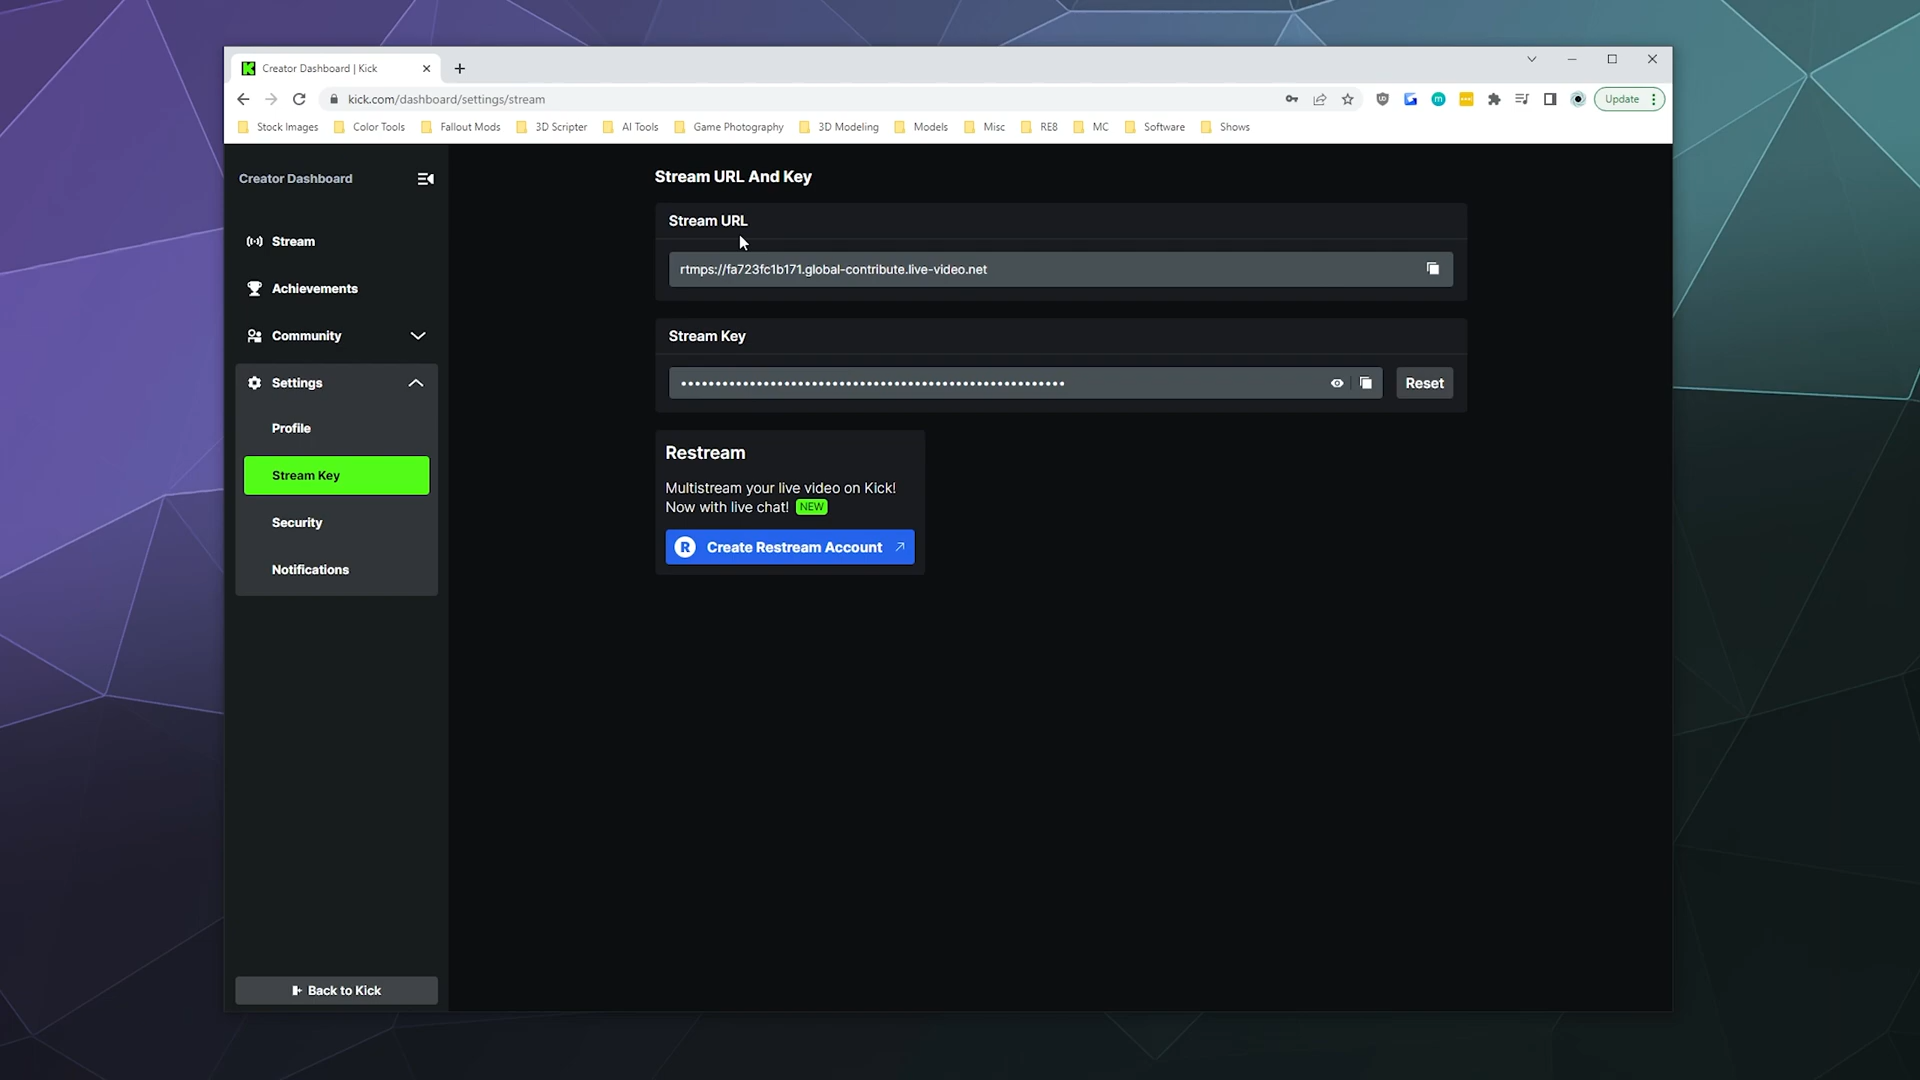 Creator Dashboard | Kick
kick.com/dashboard/settings/stream
Update
Stock Images
Color Tools
Fallout Mods
3D Scripter
AI Tools
Game Photography
3D Modeling
Models
Misc
RE8
MC
Software
Shows
Creator Dashboard
Stream
Achievements
Community
Settings
Profile
Stream Key
Security
Notifications
Back to Kick
Stream URL And Key
Stream URL
rtmps://fa723fc1b171.global-contribute.live-video.net
Stream Key
Reset
Restream
Multistream your live video on Kick!
Now with live chat! NEW
R Create Restream Account